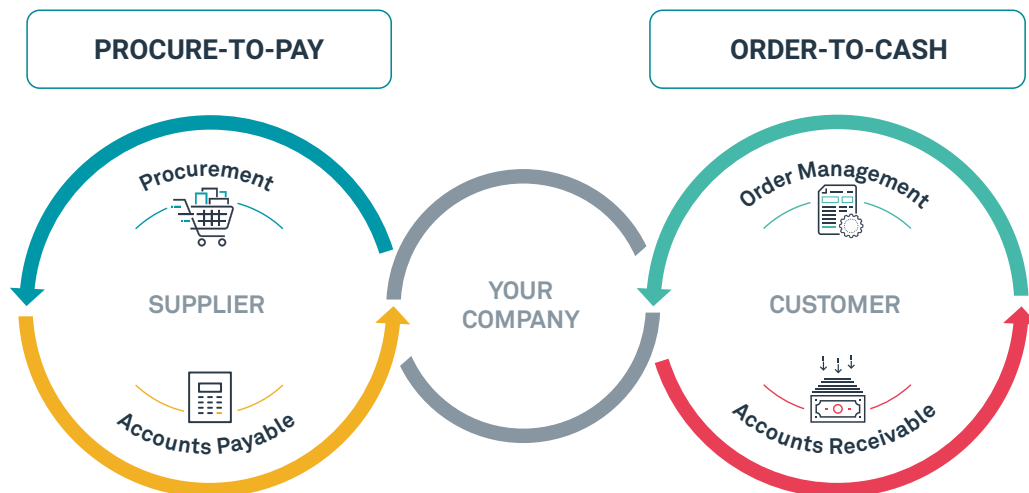 PROCURE-TO-PAY
ORDER-TO-CASH
Procurement
SUPPLIER
Accounts Payable
YOUR
COMPANY
Order Management
CUSTOMER
Accounts Receivable